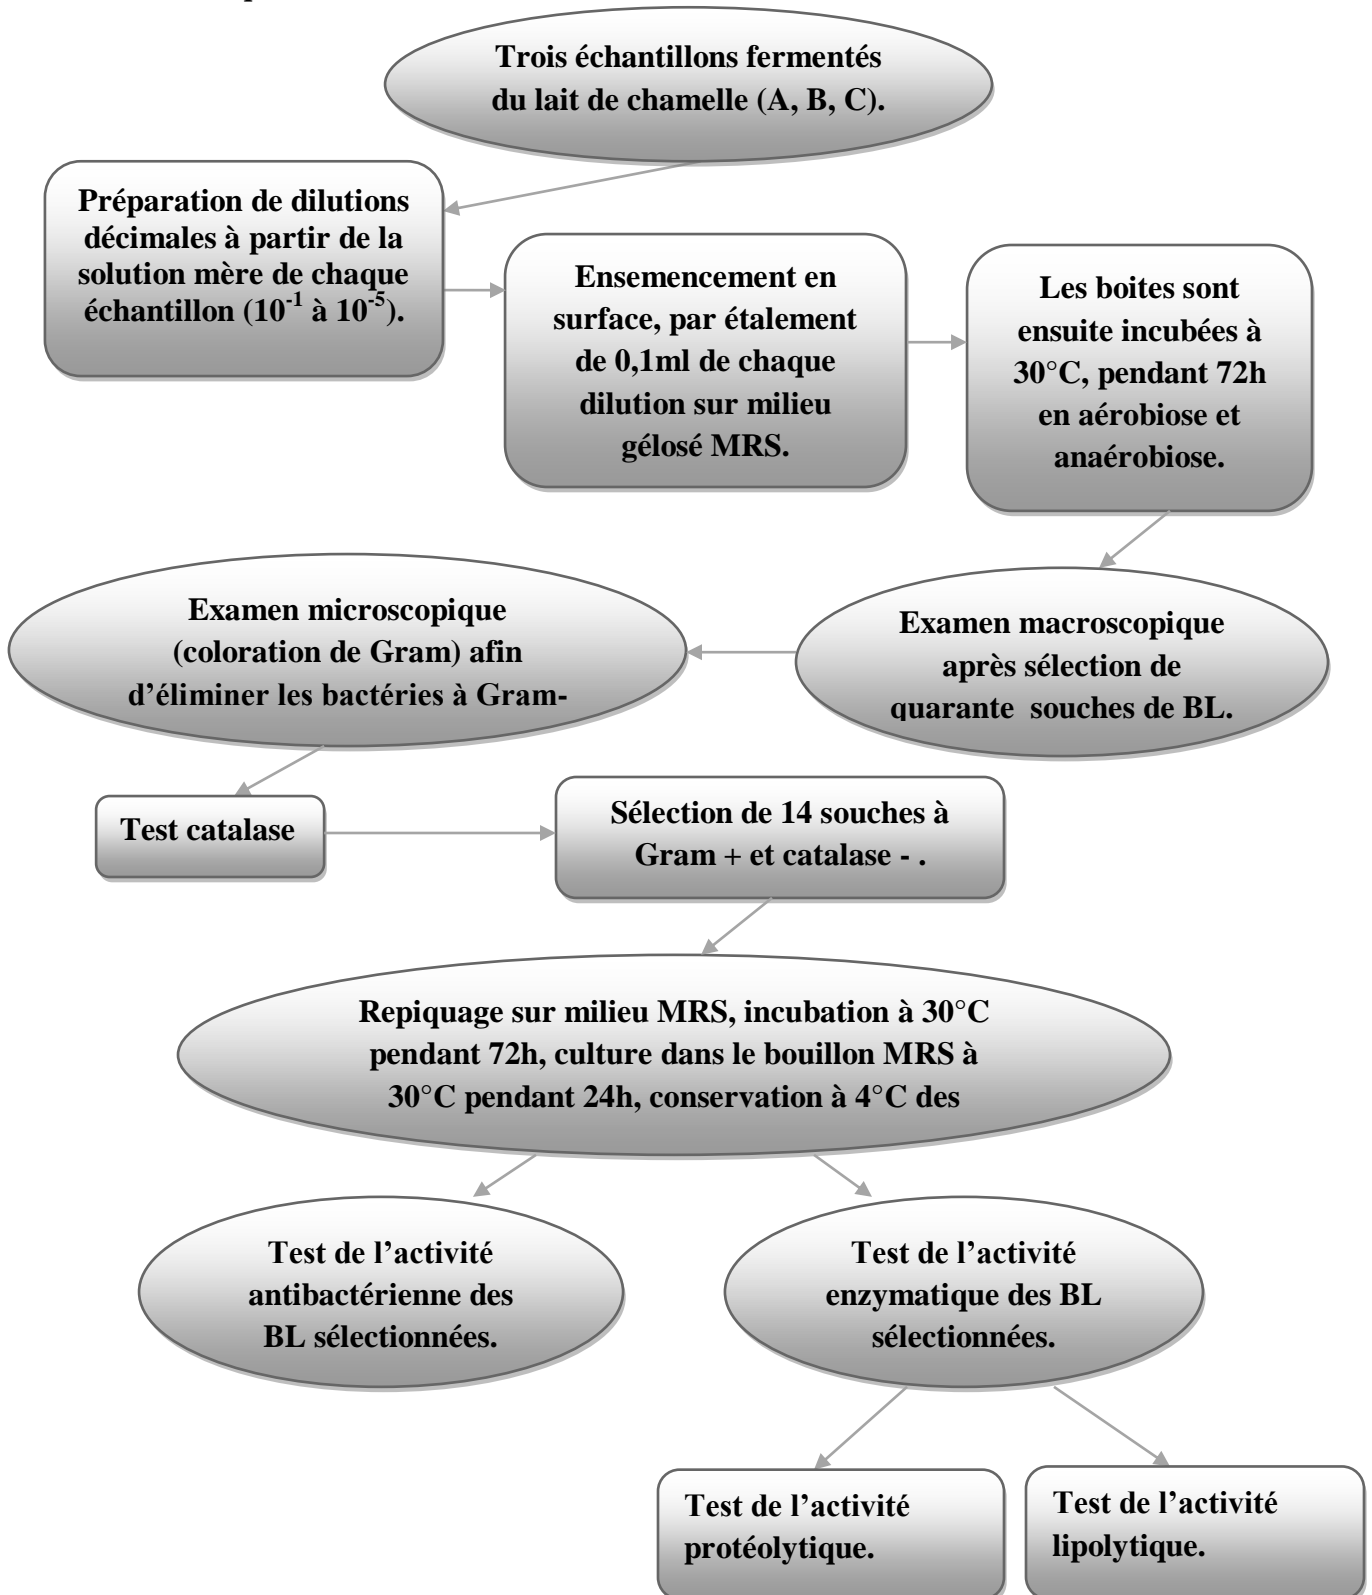 Trois échantillons fermentés
du lait de chamelle (A, B, C).
Préparation de dilutions
décimales à partir de la
solution mère de chaque
échantillon (10⁻¹ à 10⁻⁵).
Ensemencement en
surface, par étalement
de 0,1ml de chaque
dilution sur milieu
gélosé MRS.
Les boites sont
ensuite incubées à
30°C, pendant 72h
en aérobiose et
anaérobiose.
Examen macroscopique
après sélection de
quarante souches de BL.
Examen microscopique
(coloration de Gram) afin
d’éliminer les bactéries à Gram-
Test catalase
Sélection de 14 souches à
Gram + et catalase - .
Repiquage sur milieu MRS, incubation à 30°C
pendant 72h, culture dans le bouillon MRS à
30°C pendant 24h, conservation à 4°C des
Test de l’activité
antibactérienne des
BL sélectionnées.
Test de l’activité
enzymatique des BL
sélectionnées.
Test de l’activité
protéolytique.
Test de l’activité
lipolytique.